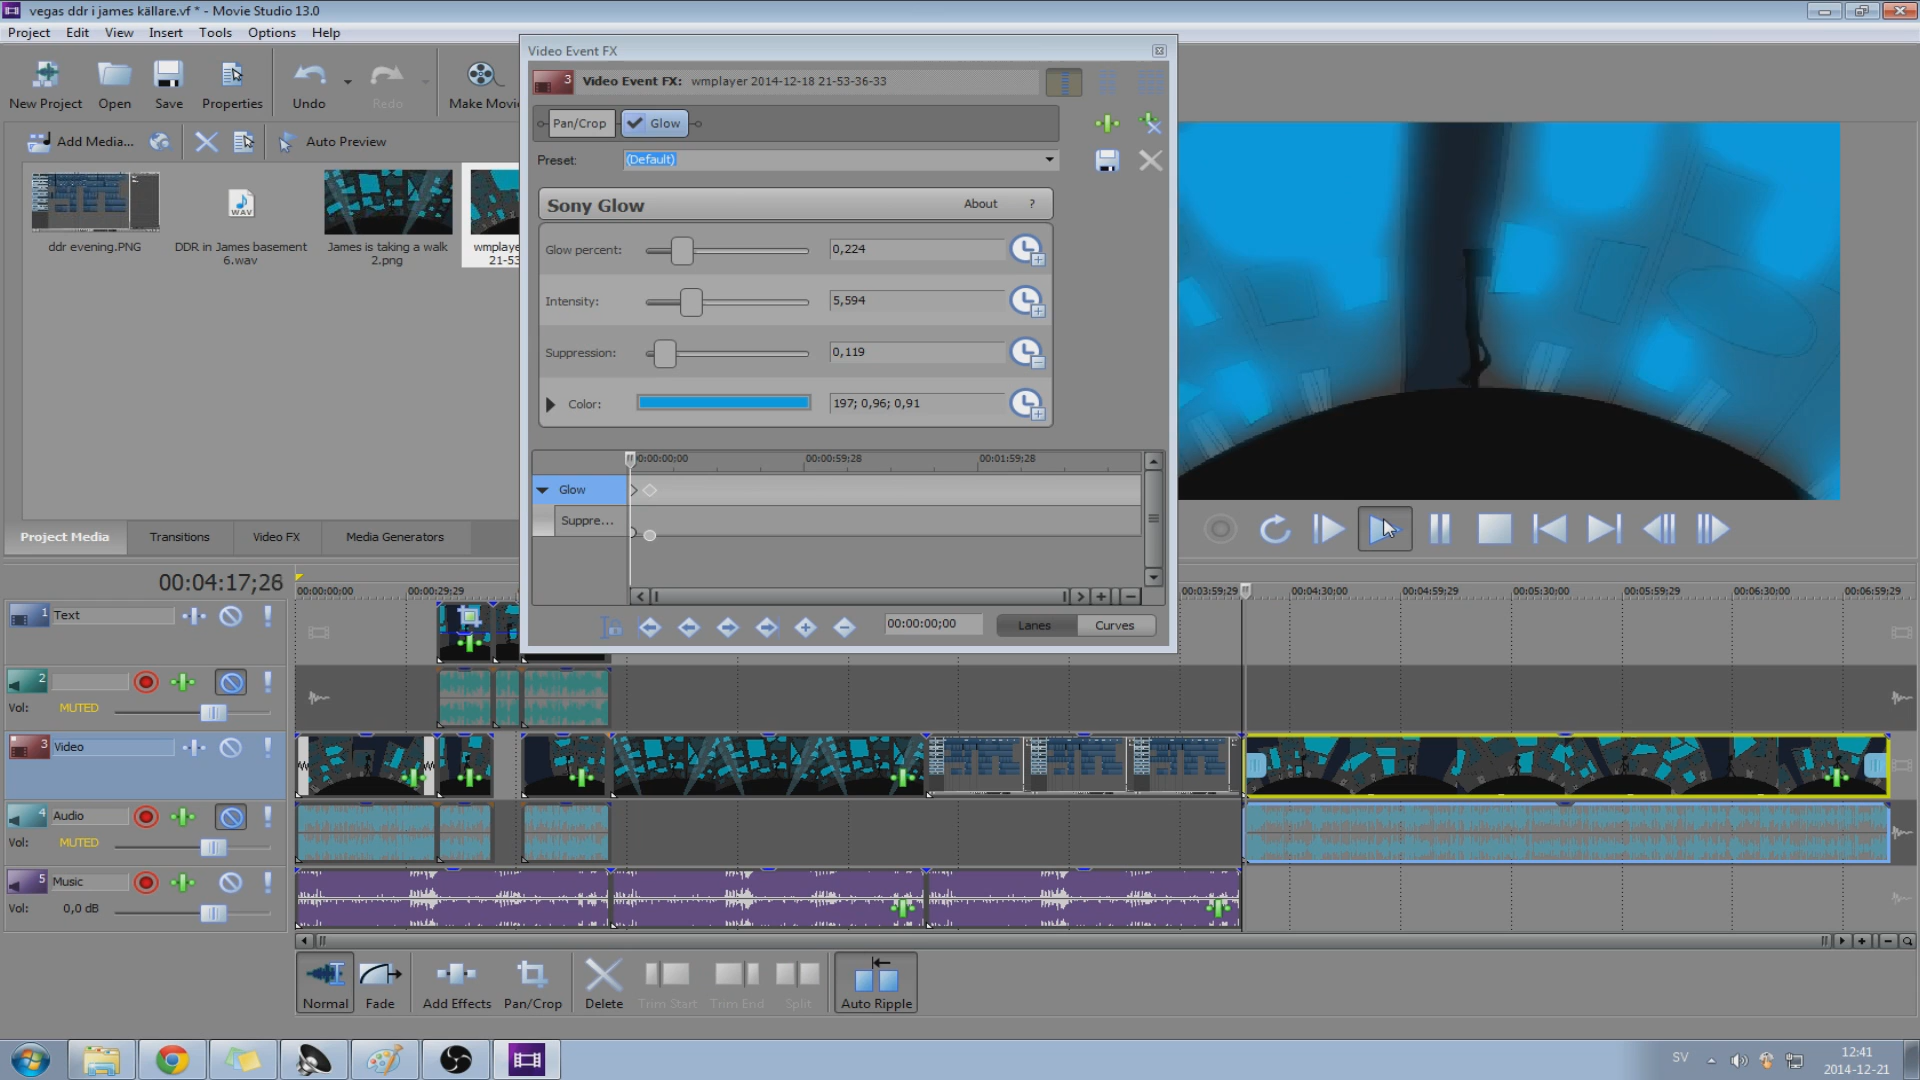 vegas ddr i james källare.vf * - Movie Studio 13.0
Project Edit View Insert Tools Options Help
New Project Open Save Properties Undo Redo Make Movi
Add Media... Auto Preview
ddr evening.PNG
DDR in James basement 6.wav
James is taking a walk 2.png
wmplaye 21-53
WAV
Project Media Transitions Video FX Media Generators
Video Event FX
3 Video Event FX: wmplayer 2014-12-18 21-53-36-33
Pan/Crop Glow
Preset: (Default)
Sony Glow About ?
Glow percent: 0,224
Intensity: 5,594
Suppression: 0,119
Color: 197; 0,96; 0,91
00:00:00;00 00:00:59;28 00:01:59;28
Glow
Suppre...
00:00:00;00 Lanes Curves
00:04:17;26
00:00:00;00 00:00:29;29 00:03:59;29 00:04:30;00 00:04:59;29 00:05:30;00 00:05:59;29 00:06:30;00 00:06:59;29
1 Text
2
Vol: MUTED
3 Video
4 Audio
Vol: MUTED
5 Music
Vol: 0,0 dB
Normal Fade Add Effects Pan/Crop Delete Trim Start Trim End Split Auto Ripple
SV
12:41
2014-12-21